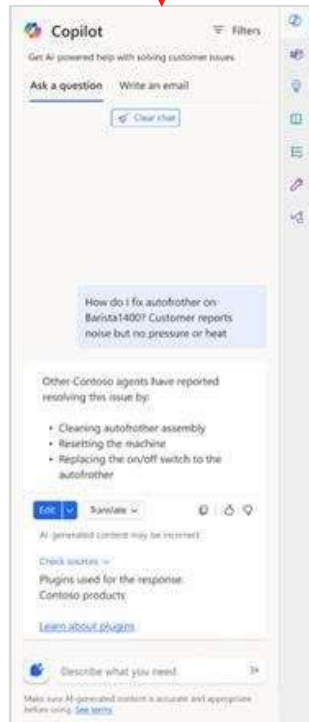 Copilot
Filters
Get AI-powered help with solving customer issues
Ask a question Write an email
Clear chat
How do I fix autofrother on
Barista1400? Customer reports
noise but no pressure or heat
Other Contoso agents have reported
resolving this issue by:
• Cleaning autofrother assembly
• Resetting the machine
• Replacing the on/off switch to the
autofrother
Edit Translate
AI-generated content may be incorrect
Check sources
Plugins used for the response:
Contoso products
Learn about plugins
Describe what you need
Make sure AI-generated content is accurate and appropriate
before using. See terms